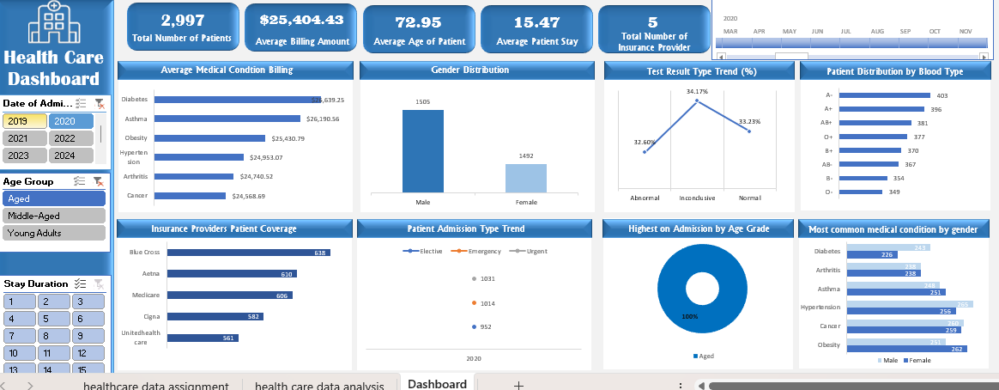 Health Care
Dashboard
2,997
Total Number of Patients
$25,404.43
Average Billing Amount
72.95
Average Age of Patient
15.47
Average Patient Stay
5
Total Number of
Insurance Provider
2020
MAR APR MAY JUN JUL AUG SEP OCT NOV
Date of Admi...
2019 2020
2021 2022
2023 2024
Age Group
Aged
Middle-Aged
Young Adults
Stay Duration
1 2 3
4 5 6
7 8 9
10 11 12
13 14 15
Average Medical Condtion Billing
Diabetes $26,639.25
Asthma $26,190.56
Obesity $25,430.79
Hyperten
sion $24,953.07
Arthritis $24,740.52
Cancer $24,568.69
Gender Distribution
1505
1492
Male Female
Test Result Type Trend (%)
34.17%
33.23%
32.60%
Abnormal Inconclusive Normal
Patient Distribution by Blood Type
A- 403
A+ 396
AB+ 381
O+ 377
B+ 370
AB- 367
B- 354
O- 349
Insurance Providers Patient Coverage
Blue Cross 638
Aetna 610
Medicare 606
Cigna 582
Unitedhealth
care 561
Patient Admission Type Trend
Elective Emergency Urgent
1031
1014
952
2020
Highest on Admission by Age Grade
100%
Aged
Most common medical condition by gender
Diabetes 243
226
Arthritis 238
238
Asthma 248
251
Hypertension 265
256
Cancer 260
259
Obesity 251
262
Male Female
healthcare data assignment health care data analysis Dashboard